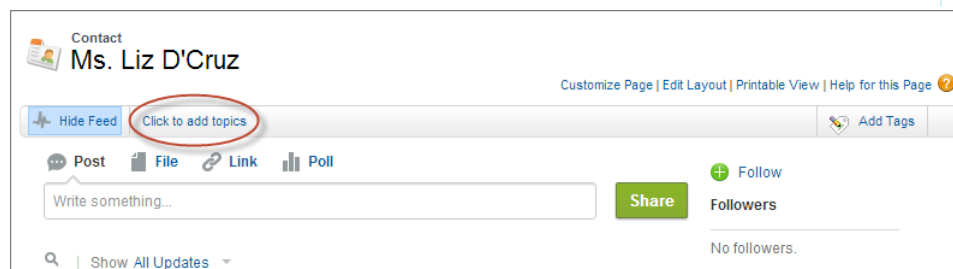 Contact
Ms. Liz D'Cruz
Customize Page | Edit Layout | Printable View | Help for this Page ?
Hide Feed Click to add topics Add Tags
Post File Link Poll
Follow
Write something... Share
Followers
No followers.
| Show All Updates